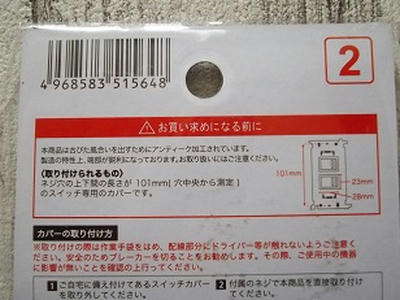 4 968583 515648
2
お買い求めになる前に
本商品は古びた風合いを出すためにアンティーク加工されています。
製造の特性上、端部が鋭利になっております。お取り扱いにはご注意ください。
〈取り付けられるもの〉
ネジ穴の上下間の長さが 101mm[ 穴中央から測定 ]
のスイッチ専用のカバーです。
101mm
23mm
28mm
カバーの取り付け方
※取り付けの際は作業手袋をはめ、配線部分にドライバー等が触れないようご注意
ください。安全のためブレーカーを切ることをお勧めします。その際、ご使用中の機器
に影響が無いことを確認の上行ってください。
1 ご自宅に備え付けてあるスイッチカバー
を取り外してください。
2 付属のネジで本商品を直接取り付け
てください。